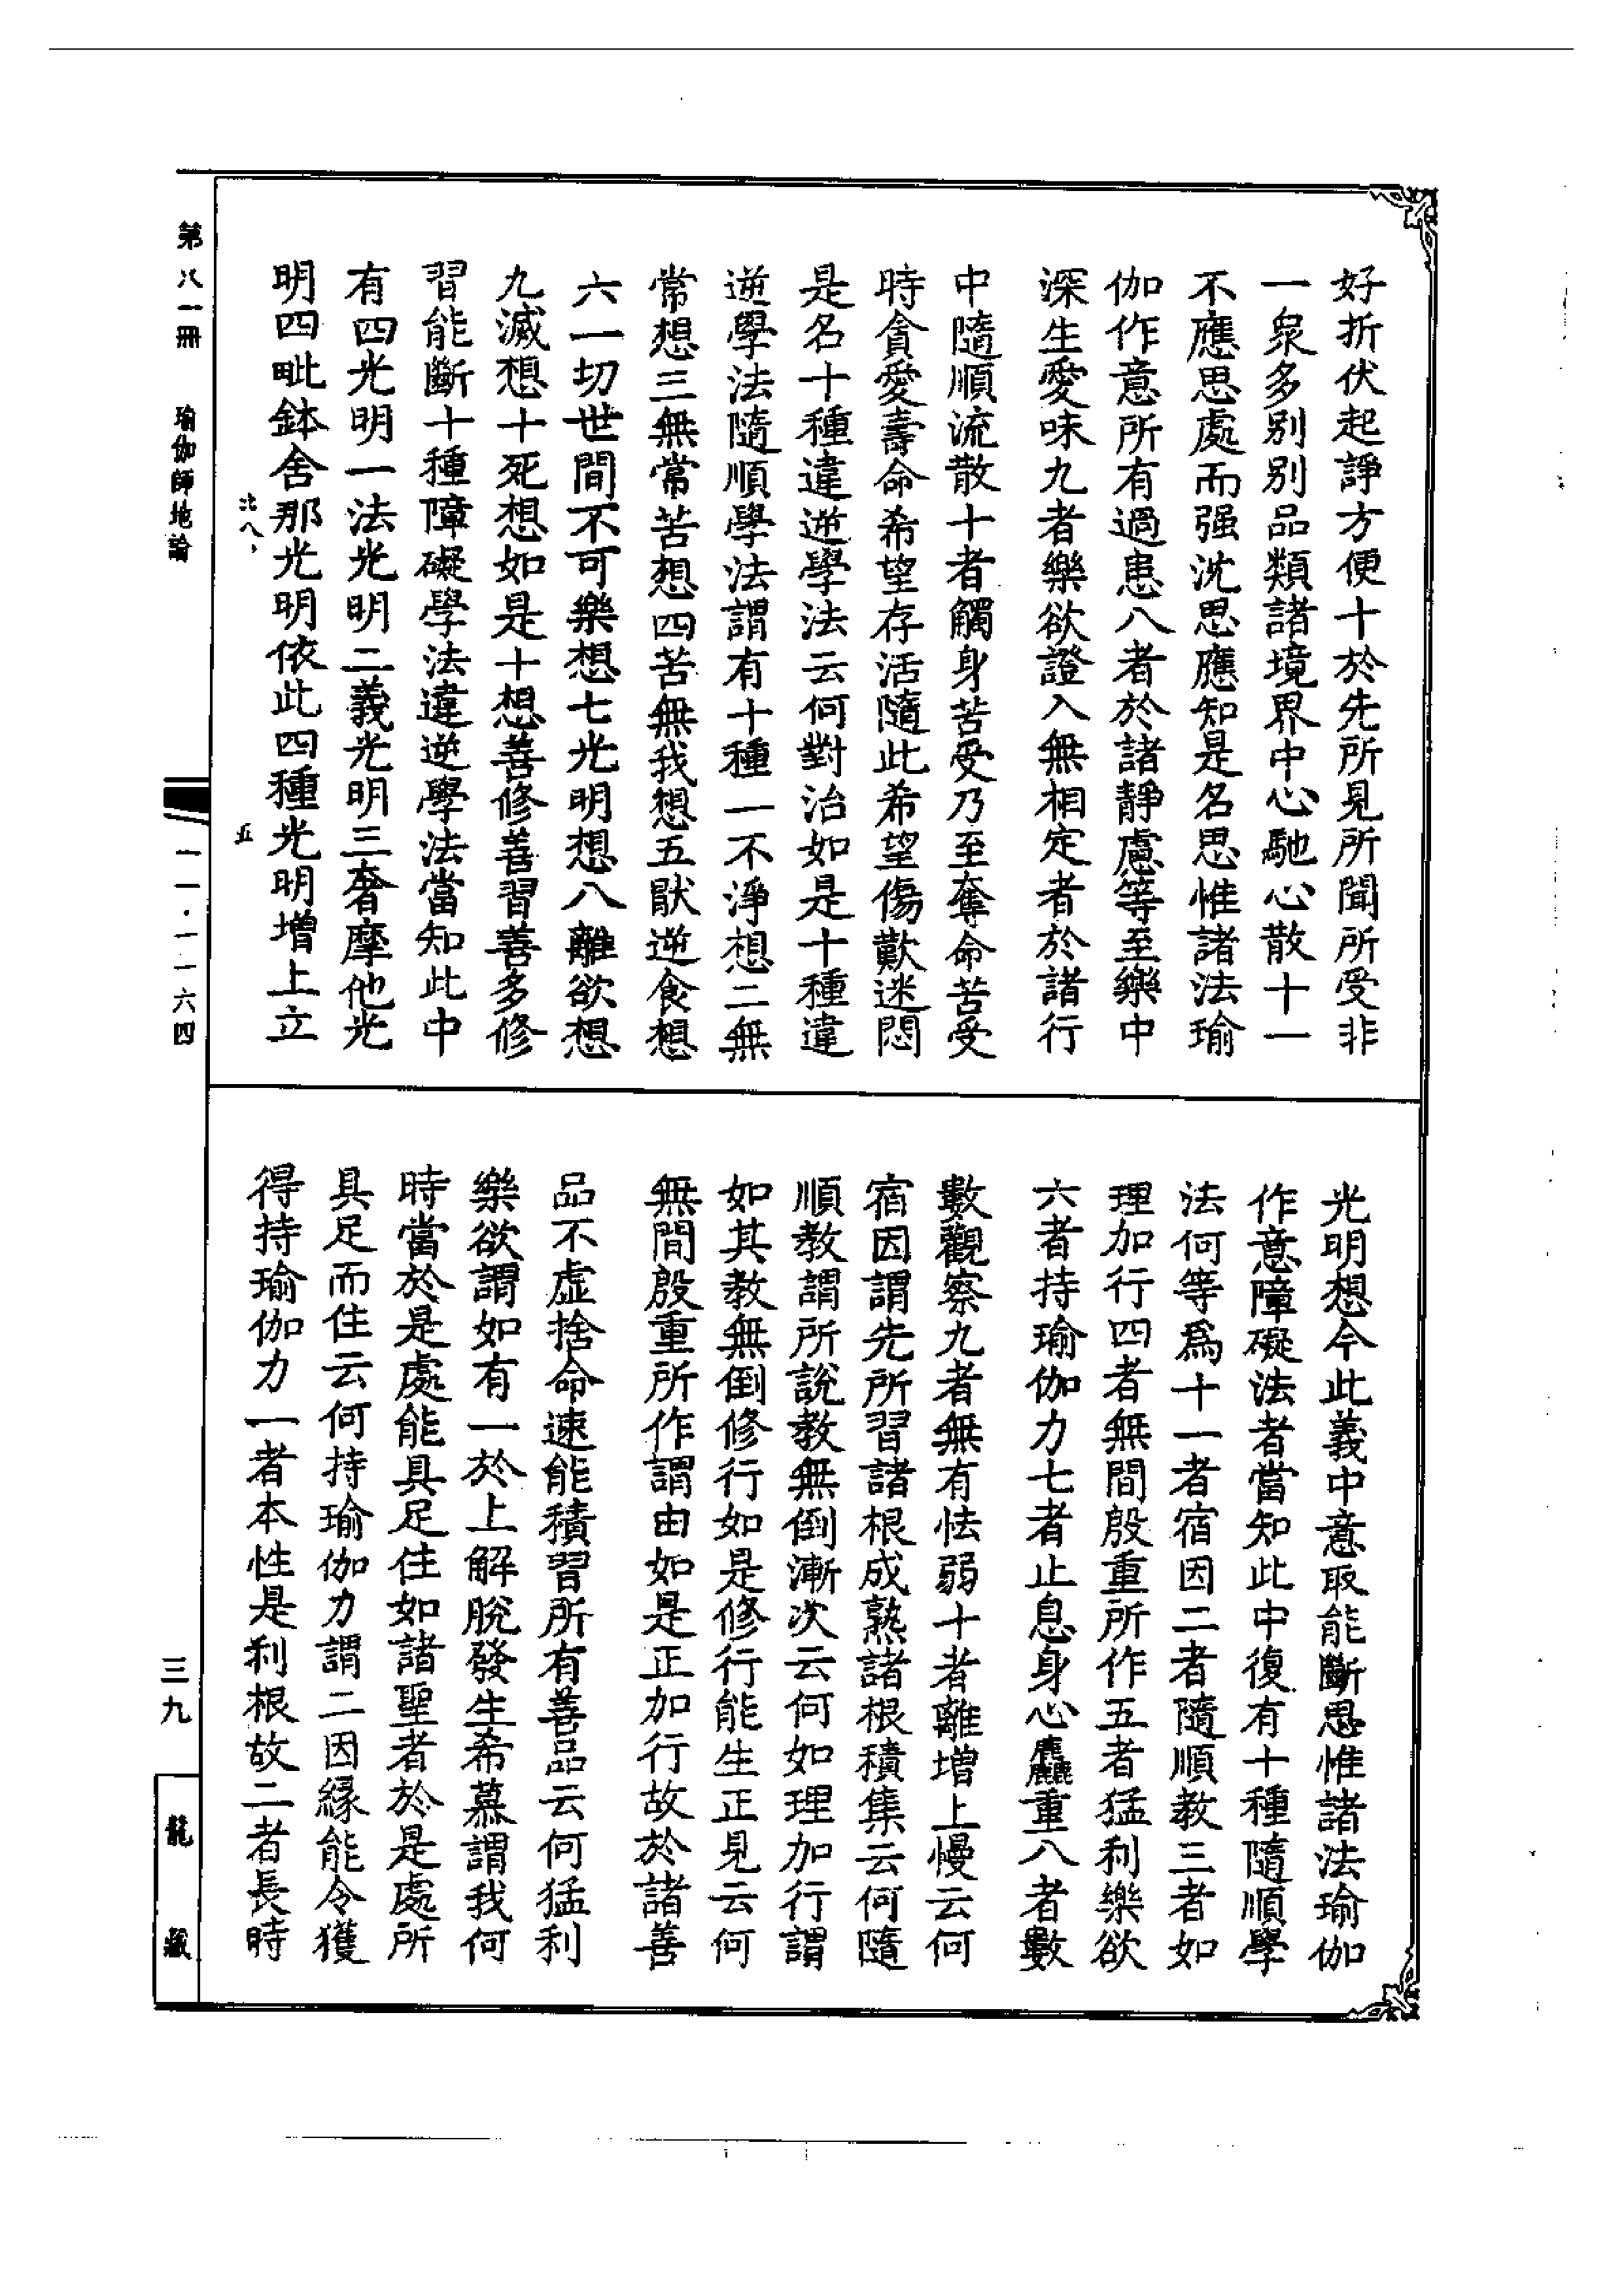 好折伏起諍方便十於先所見所聞所受非
一衆多别别品類諸境界中心馳心散十一
不應思處而强沈思應知是名思惟諸法瑜
伽作意所有過患八者於諸靜慮等至樂中
深生愛味九者樂欲證入無相定者於諸行
中隨順流散十者觸身苦受乃至奪命苦受
時貪愛壽命希望存活隨此希望傷歎迷悶
是名十種違逆學法云何對治如是十種違
逆學法隨順學法謂有十種一不淨想二無
常想三無常苦想四苦無我想五猒逆食想
六一切世間不可樂想七光明想八離欲想
九滅想十死想如是十想善修善習善多修
習能斷十種障礙學法違逆學法當知此中
有四光明一法光明二義光明三奢摩他光
明四毗鉢舍那光明依此四種光明增上立
光明想今此義中意取能斷思惟諸法瑜伽
作意障礙法者當知此中復有十種隨順學
法何等爲十一者宿因二者隨順教三者如
理加行四者無間殷重所作五者猛利樂欲
六者持瑜伽力七者止息身心麤重八者數
數觀察九者無有怯弱十者離增上慢云何
宿因謂先所習諸根成熟諸根積集云何隨
順教謂所說教無倒漸次云何如理加行謂
如其教無倒修行如是修行能生正見云何
無間殷重所作謂由如是正加行故於諸善
品不虛捨命速能積習所有善品云何猛利
樂欲謂如有一於上解脫發生希慕謂我何
時當於是處能具足住如諸聖者於是處所
具足而住云何持瑜伽力謂二因緣能令獲
得持瑜伽力一者本性是利根故二者長時
第八一冊 瑜伽師地論
五
一一·一一六四
三九
龍藏